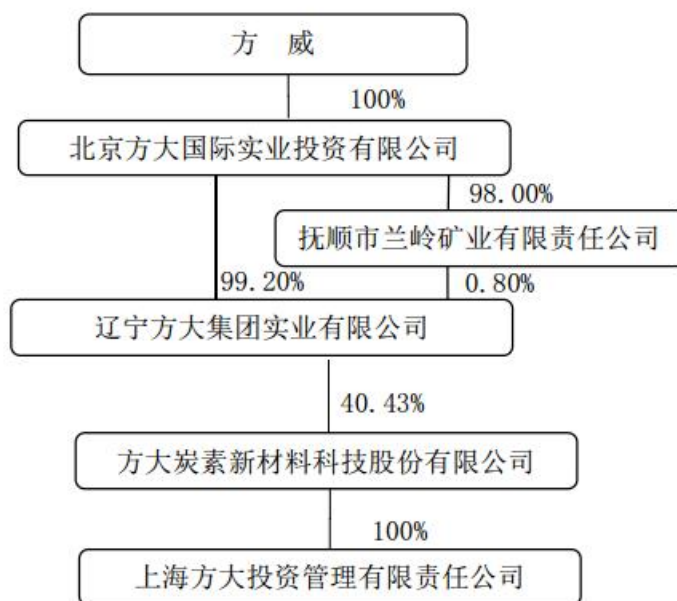 方 威
100%
北京方大国际实业投资有限公司
98.00%
抚顺市兰岭矿业有限责任公司
99.20%
0.80%
辽宁方大集团实业有限公司
40.43%
方大炭素新材料科技股份有限公司
100%
上海方大投资管理有限责任公司